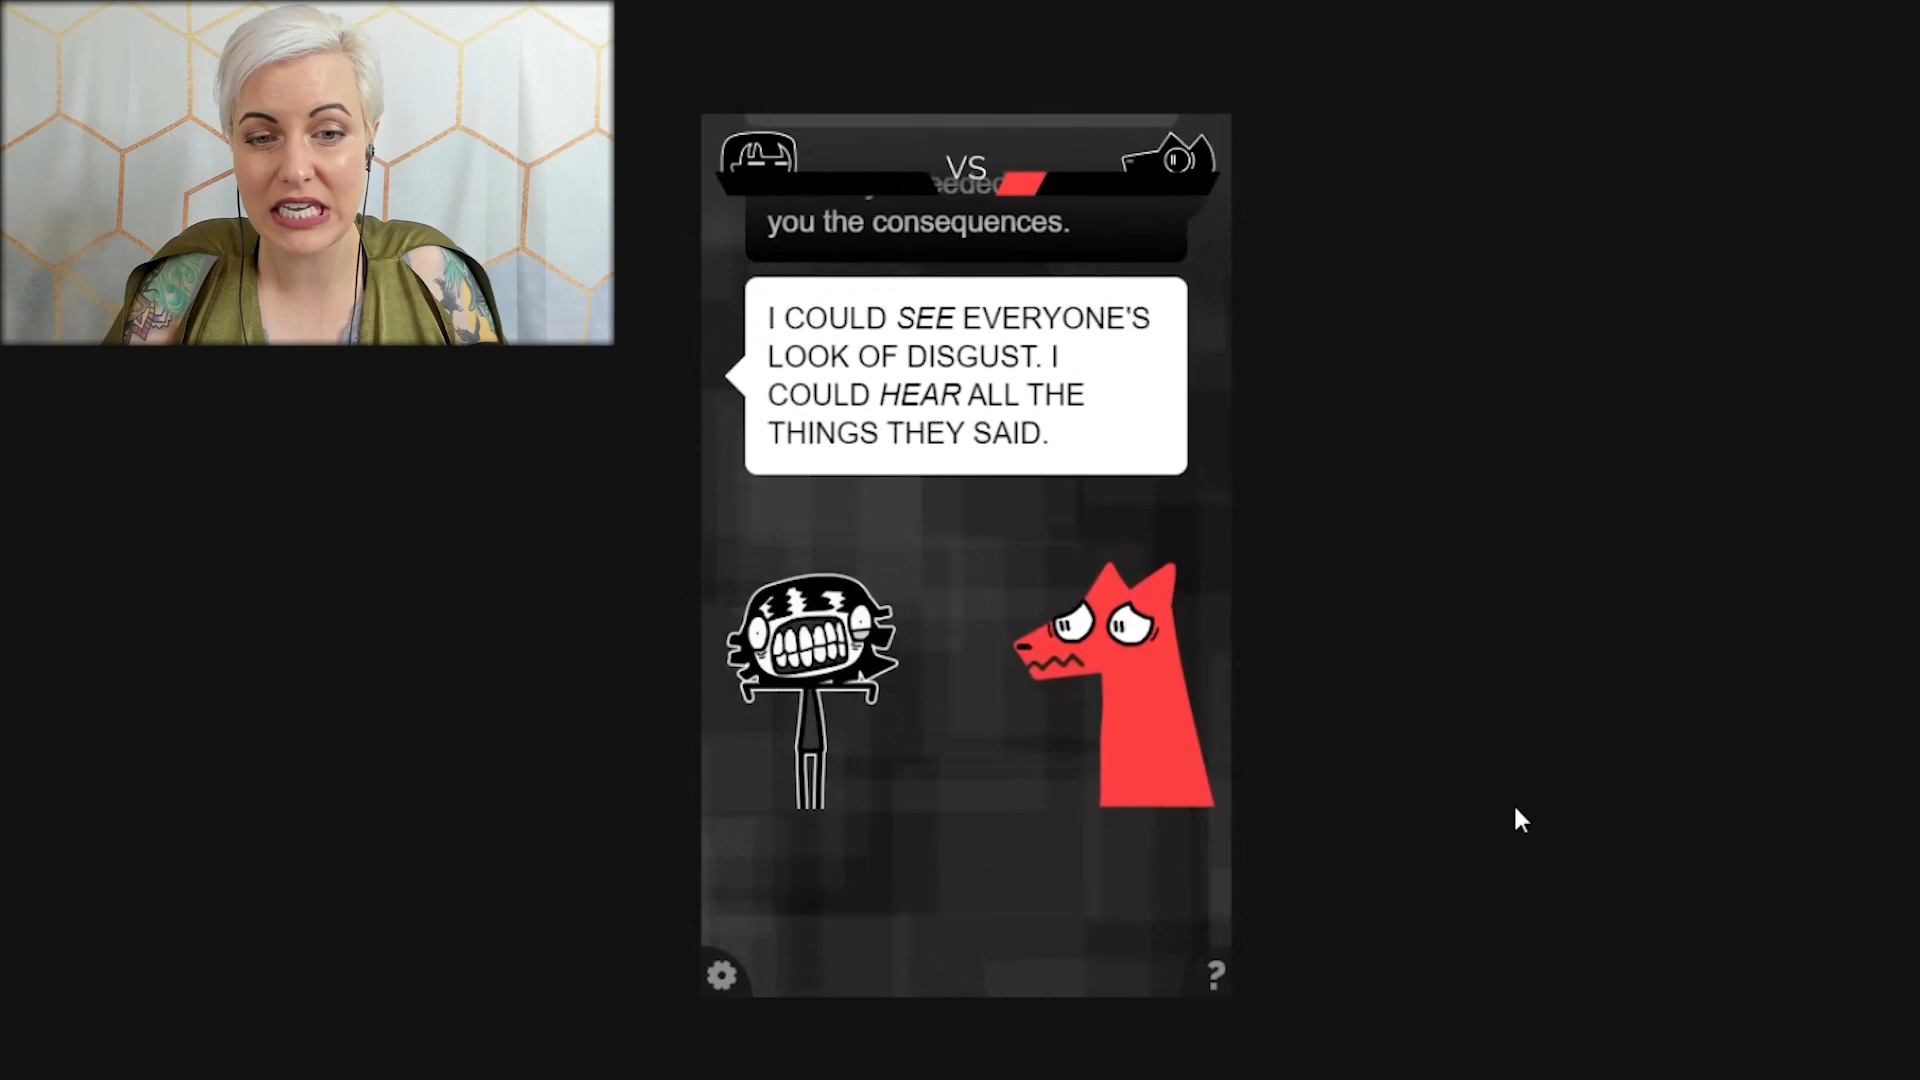 VS
you the consequences.
I COULD SEE EVERYONE'S
LOOK OF DISGUST. I
COULD HEAR ALL THE
THINGS THEY SAID.
?